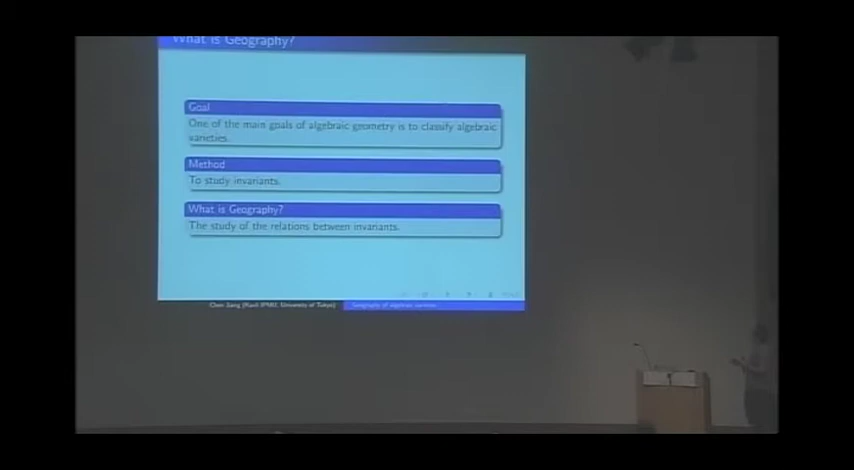 What is Geography?
Goal
One of the main goals of algebraic geometry is to classify algebraic
varieties.
Method
To study invariants.
What is Geography?
The study of the relations between invariants.
Chen Jiang (Kavli IPMU, University of Tokyo)
Geography of algebraic varieties